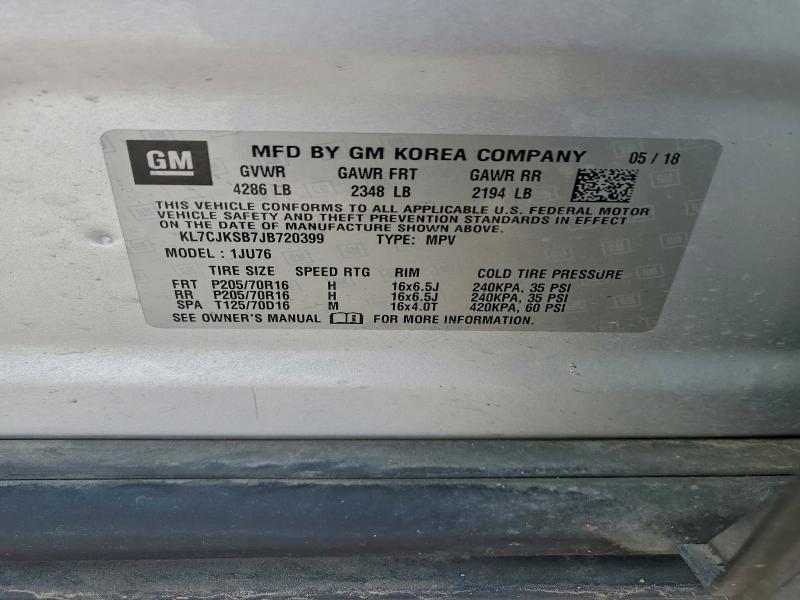 GM MFD BY GM KOREA COMPANY 05 / 18
GVWR GAWR FRT GAWR RR
4286 LB 2348 LB 2194 LB
THIS VEHICLE CONFORMS TO ALL APPLICABLE U.S. FEDERAL MOTOR
VEHICLE SAFETY AND THEFT PREVENTION STANDARDS IN EFFECT
ON THE DATE OF MANUFACTURE SHOWN ABOVE.
KL7CJKSB7JB720399 TYPE: MPV
MODEL : 1JU76
TIRE SIZE SPEED RTG RIM COLD TIRE PRESSURE
FRT P205/70R16 H 16x6.5J 240KPA, 35 PSI
RR P205/70R16 H 16x6.5J 240KPA, 35 PSI
SPA T125/70D16 M 16x4.0T 420KPA, 60 PSI
SEE OWNER'S MANUAL FOR MORE INFORMATION.